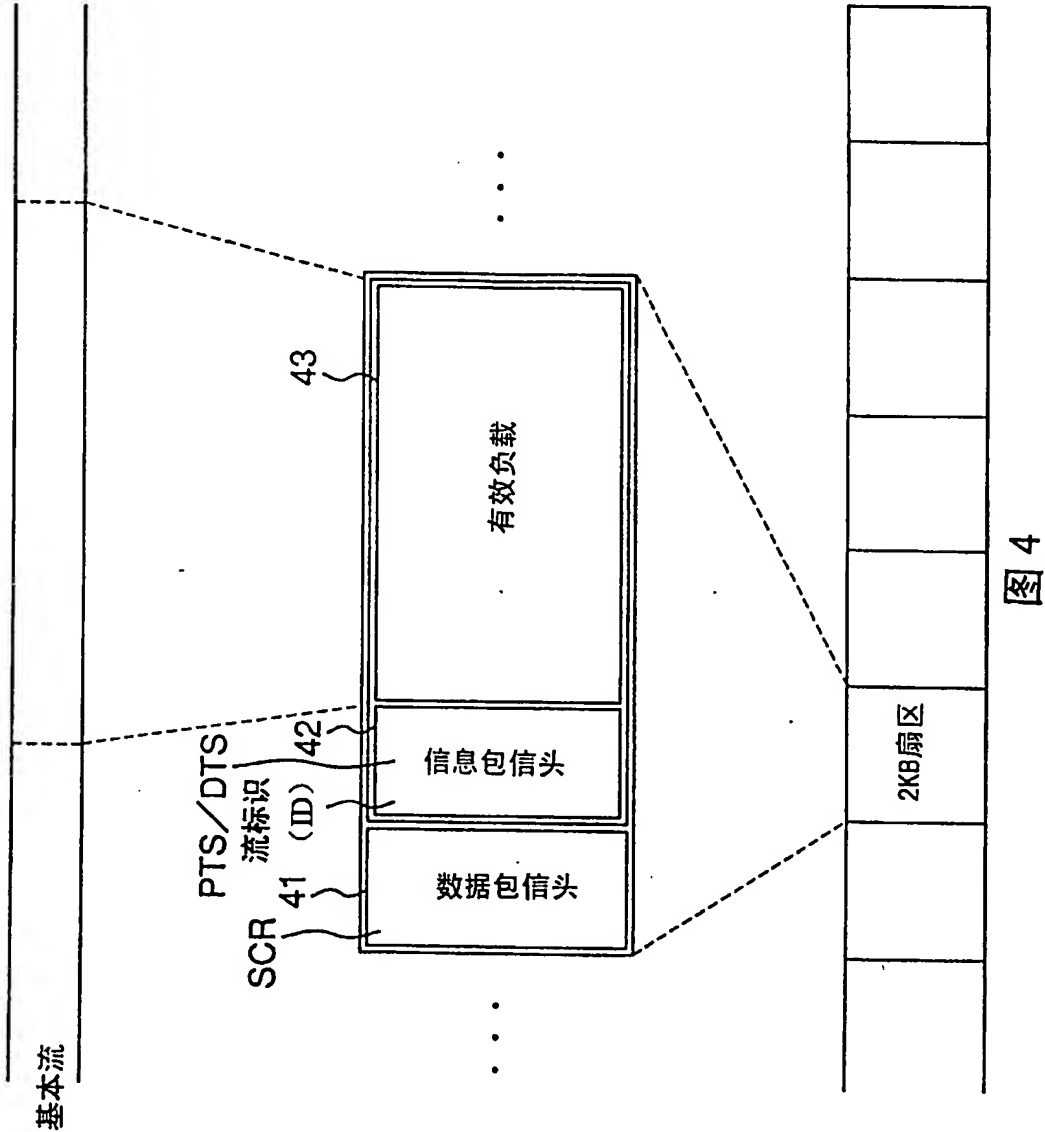 基本流
PTS/DTS
流标识
(ID)
SCR
41
42
43
数据包信头
信息包信头
有效负载
2KB扇区
图 4